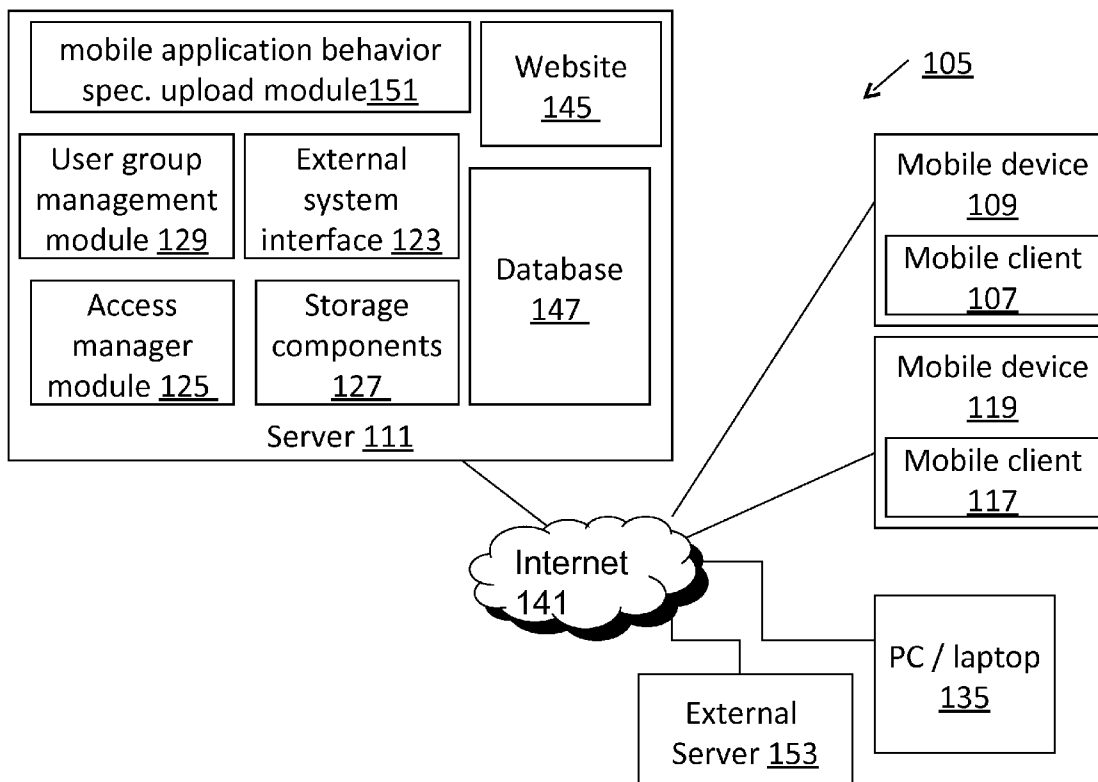 mobile application behavior
spec. upload module151
Website
145
User group
management
module 129
External
system
interface 123
Database
147
Access
manager
module 125
Storage
components
127
Server 111
105
Mobile device
109
Mobile client
107
Mobile device
119
Mobile client
117
Internet
141
PC / laptop
135
External
Server 153